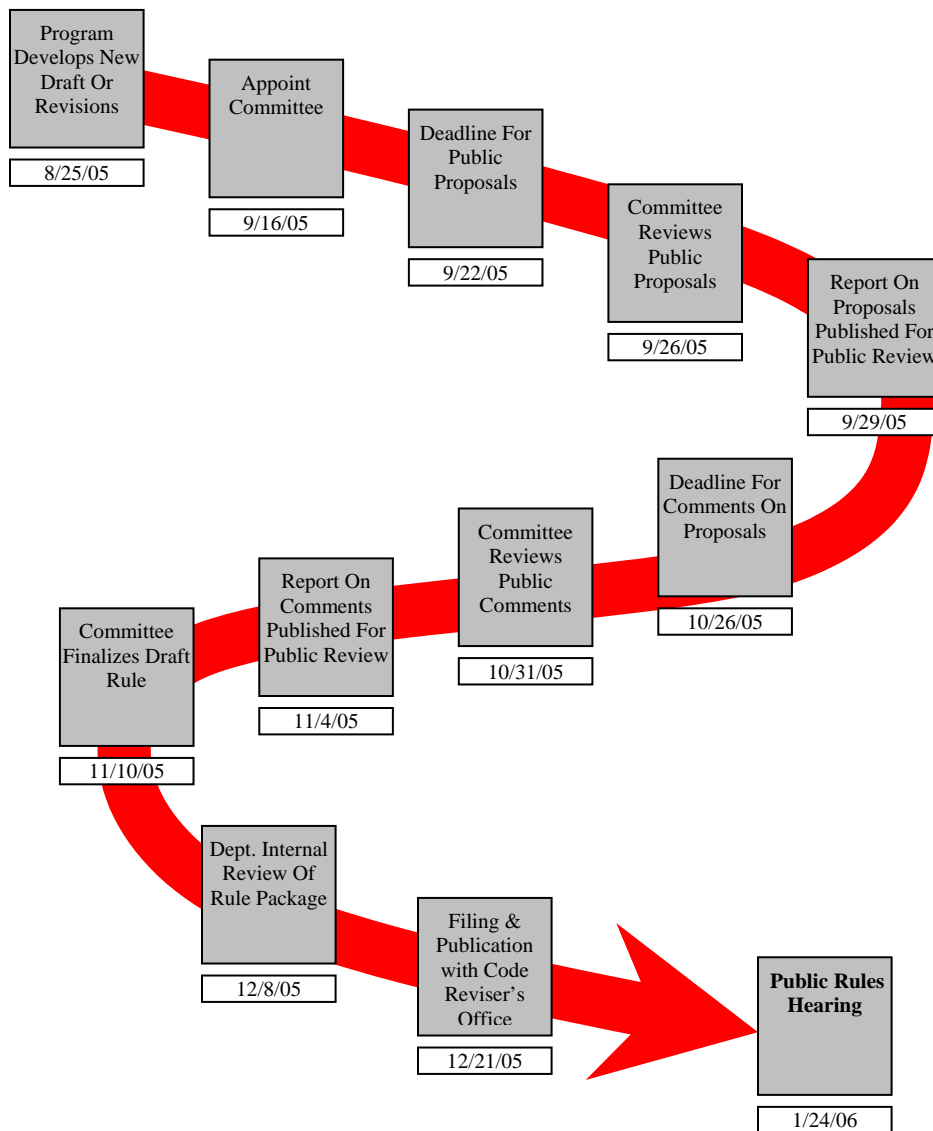 Program
Develops New
Draft Or
Revisions
8/25/05
Appoint
Committee
9/16/05
Deadline For
Public
Proposals
9/22/05
Committee
Reviews
Public
Proposals
9/26/05
Report On
Proposals
Published For
Public Review
9/29/05
Deadline For
Comments On
Proposals
10/26/05
Committee
Reviews
Public
Comments
10/31/05
Report On
Comments
Published For
Public Review
11/4/05
Committee
Finalizes Draft
Rule
11/10/05
Dept. Internal
Review Of
Rule Package
12/8/05
Filing &
Publication
with Code
Reviser's
Office
12/21/05
Public Rules
Hearing
1/24/06